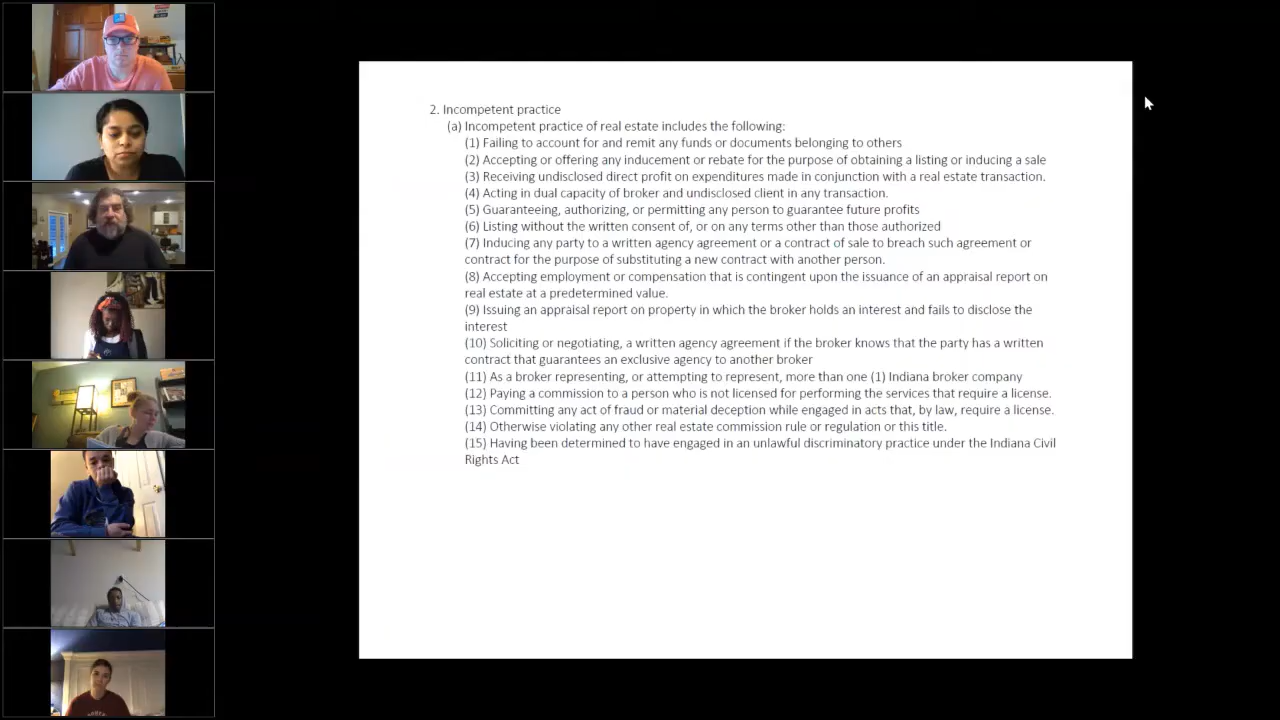 2. Incompetent practice
(a) Incompetent practice of real estate includes the following:
(1) Failing to account for and remit any funds or documents belonging to others
(2) Accepting or offering any inducement or rebate for the purpose of obtaining a listing or inducing a sale
(3) Receiving undisclosed direct profit on expenditures made in conjunction with a real estate transaction.
(4) Acting in dual capacity of broker and undisclosed client in any transaction.
(5) Guaranteeing, authorizing, or permitting any person to guarantee future profits
(6) Listing without the written consent of, or on any terms other than those authorized
(7) Inducing any party to a written agency agreement or a contract of sale to breach such agreement or
contract for the purpose of substituting a new contract with another person.
(8) Accepting employment or compensation that is contingent upon the issuance of an appraisal report on
real estate at a predetermined value.
(9) Issuing an appraisal report on property in which the broker holds an interest and fails to disclose the
interest
(10) Soliciting or negotiating, a written agency agreement if the broker knows that the party has a written
contract that guarantees an exclusive agency to another broker
(11) As a broker representing, or attempting to represent, more than one (1) Indiana broker company
(12) Paying a commission to a person who is not licensed for performing the services that require a license.
(13) Committing any act of fraud or material deception while engaged in acts that, by law, require a license.
(14) Otherwise violating any other real estate commission rule or regulation or this title.
(15) Having been determined to have engaged in an unlawful discriminatory practice under the Indiana Civil
Rights Act